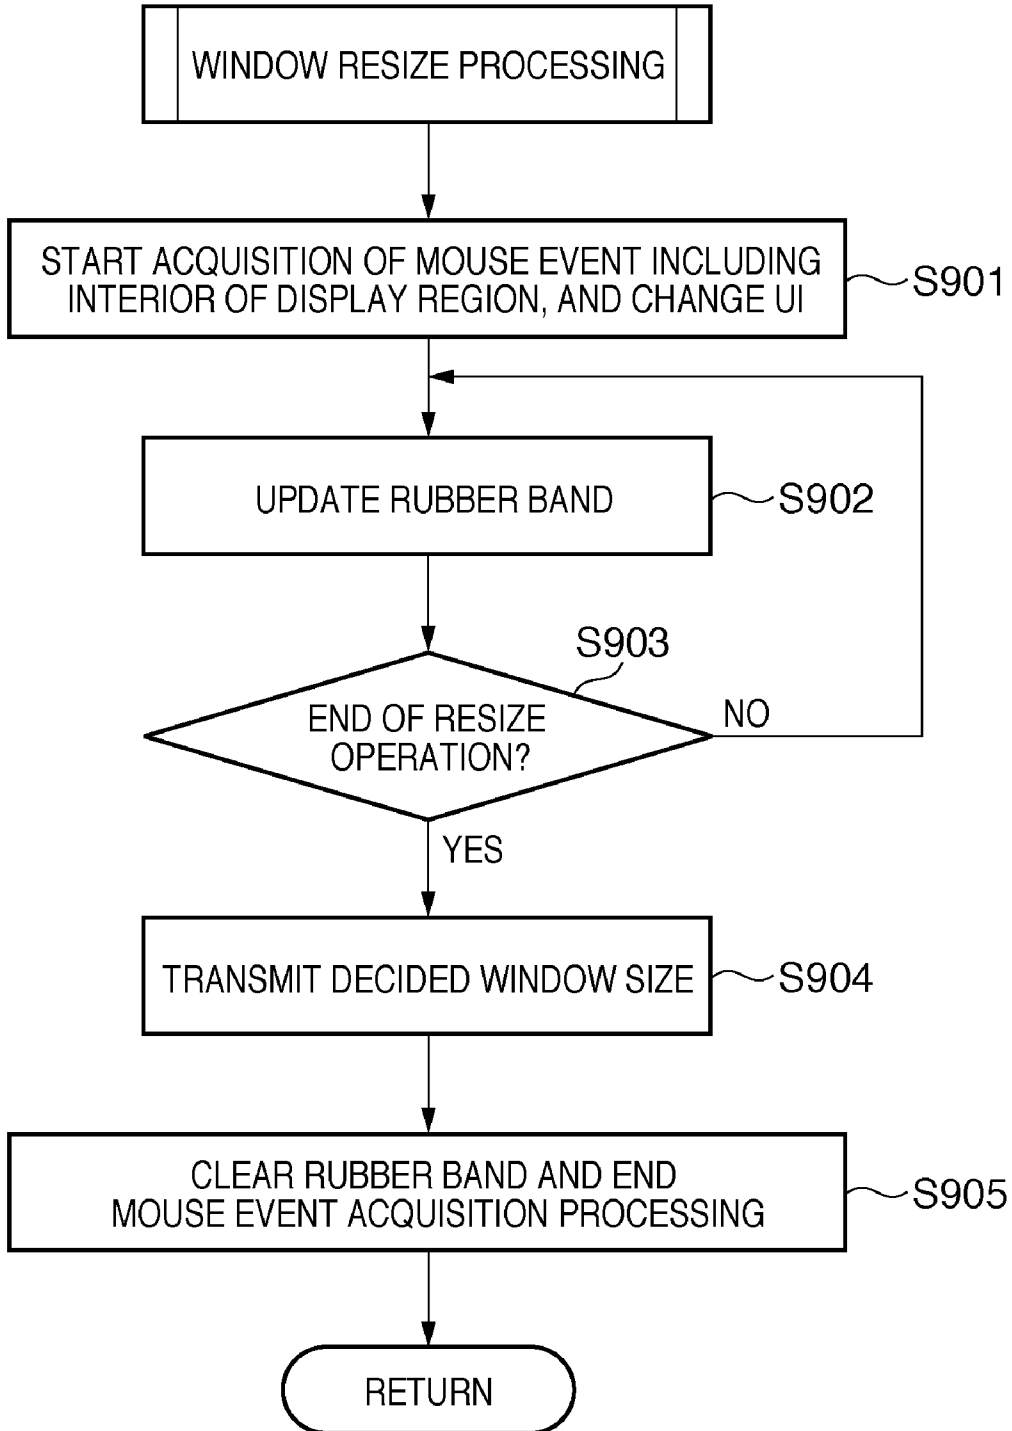 WINDOW RESIZE PROCESSING
START ACQUISITION OF MOUSE EVENT INCLUDING
INTERIOR OF DISPLAY REGION, AND CHANGE UI
S901
UPDATE RUBBER BAND
S902
S903
END OF RESIZE
OPERATION?
NO
YES
TRANSMIT DECIDED WINDOW SIZE
S904
CLEAR RUBBER BAND AND END
MOUSE EVENT ACQUISITION PROCESSING
S905
RETURN